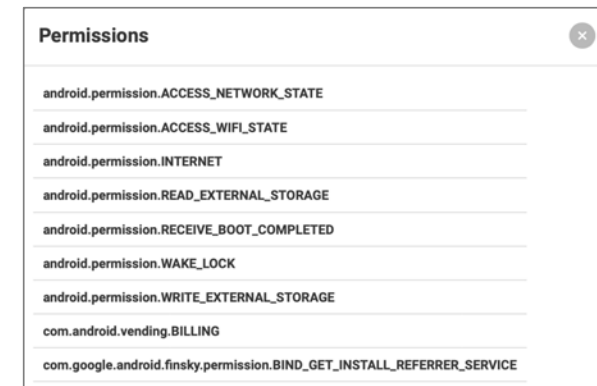 Permissions
android.permission.ACCESS_NETWORK_STATE
android.permission.ACCESS_WIFI_STATE
android.permission.INTERNET
android.permission.READ_EXTERNAL_STORAGE
android.permission.RECEIVE_BOOT_COMPLETED
android.permission.WAKE_LOCK
android.permission.WRITE_EXTERNAL_STORAGE
com.android.vending.BILLING
com.google.android.finsky.permission.BIND_GET_INSTALL_REFERRER_SERVICE